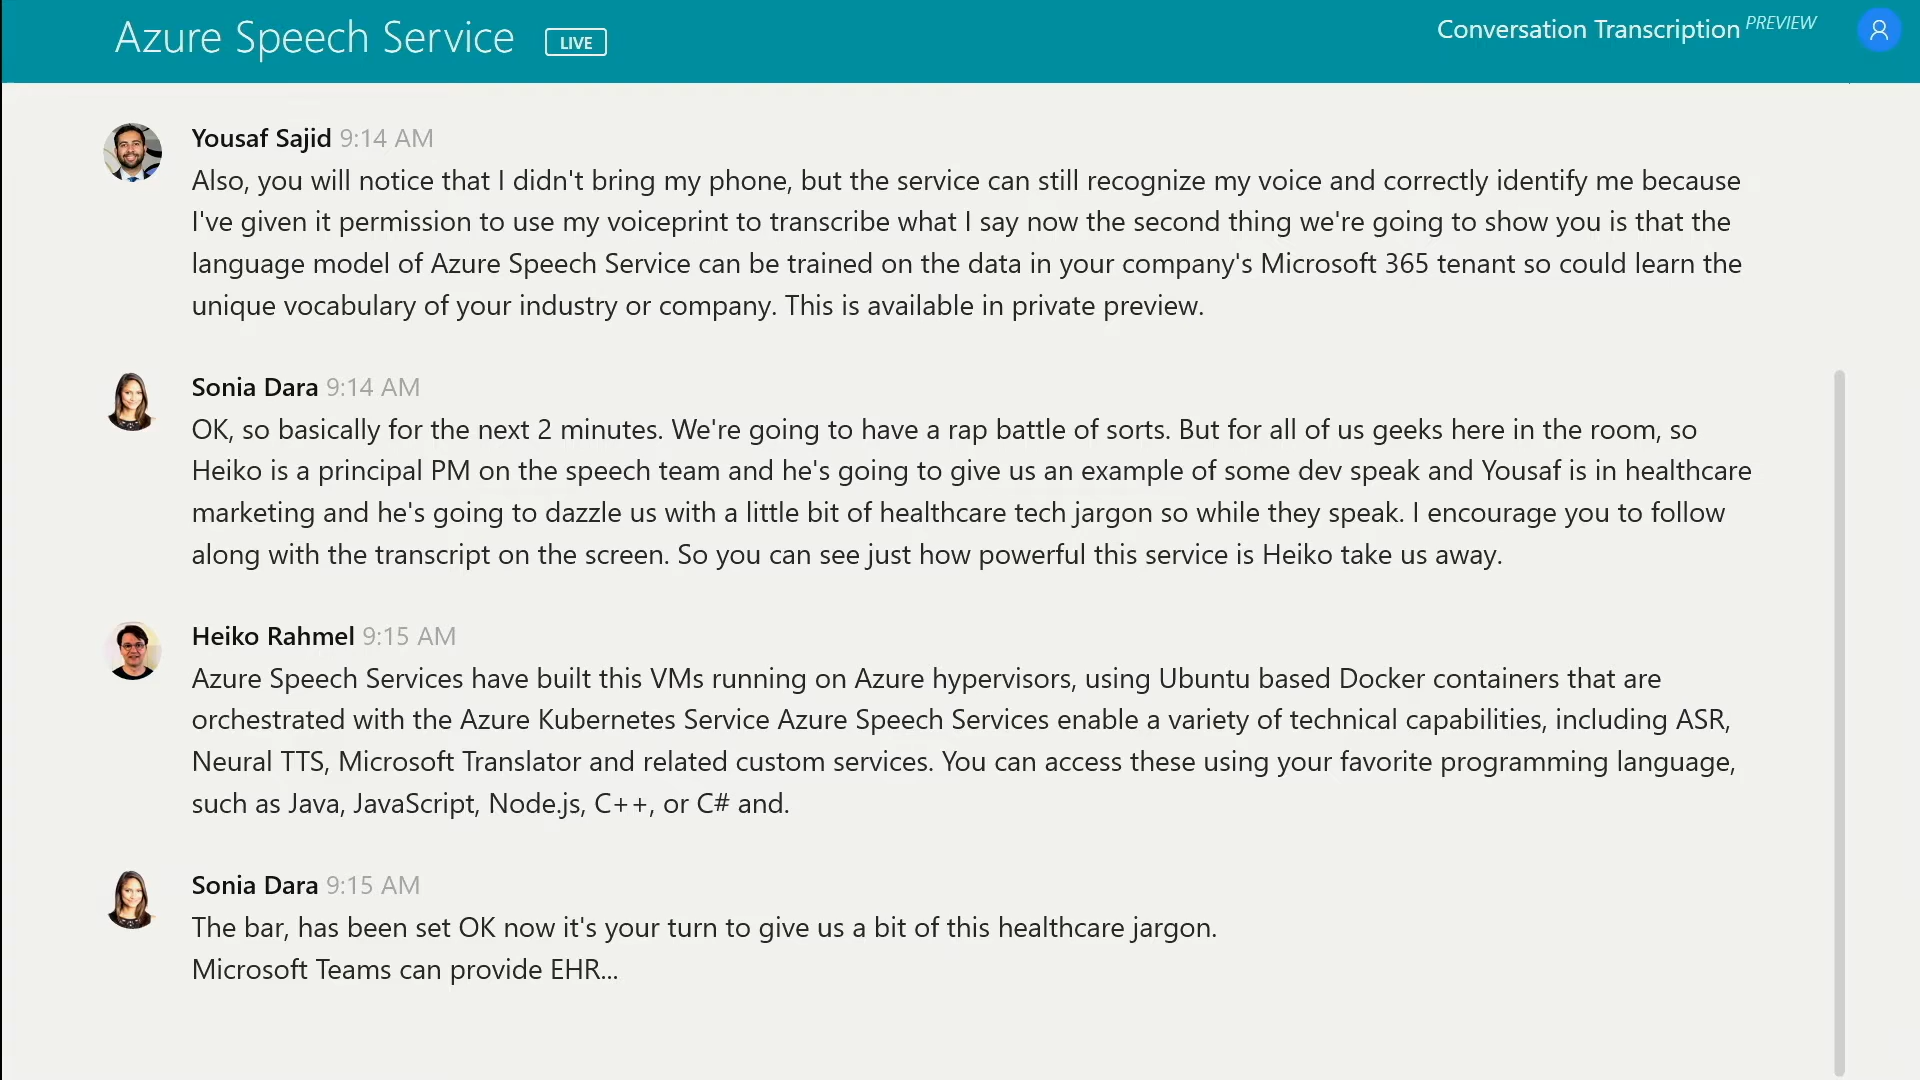 Azure Speech Service LIVE
Conversation Transcription PREVIEW
Yousaf Sajid 9:14 AM
Also, you will notice that I didn't bring my phone, but the service can still recognize my voice and correctly identify me because
I've given it permission to use my voiceprint to transcribe what I say now the second thing we're going to show you is that the
language model of Azure Speech Service can be trained on the data in your company's Microsoft 365 tenant so could learn the
unique vocabulary of your industry or company. This is available in private preview.
Sonia Dara 9:14 AM
OK, so basically for the next 2 minutes. We're going to have a rap battle of sorts. But for all of us geeks here in the room, so
Heiko is a principal PM on the speech team and he's going to give us an example of some dev speak and Yousaf is in healthcare
marketing and he's going to dazzle us with a little bit of healthcare tech jargon so while they speak. I encourage you to follow
along with the transcript on the screen. So you can see just how powerful this service is Heiko take us away.
Heiko Rahmel 9:15 AM
Azure Speech Services have built this VMs running on Azure hypervisors, using Ubuntu based Docker containers that are
orchestrated with the Azure Kubernetes Service Azure Speech Services enable a variety of technical capabilities, including ASR,
Neural TTS, Microsoft Translator and related custom services. You can access these using your favorite programming language,
such as Java, JavaScript, Node.js, C++, or C# and.
Sonia Dara 9:15 AM
The bar, has been set OK now it's your turn to give us a bit of this healthcare jargon.
Microsoft Teams can provide EHR...